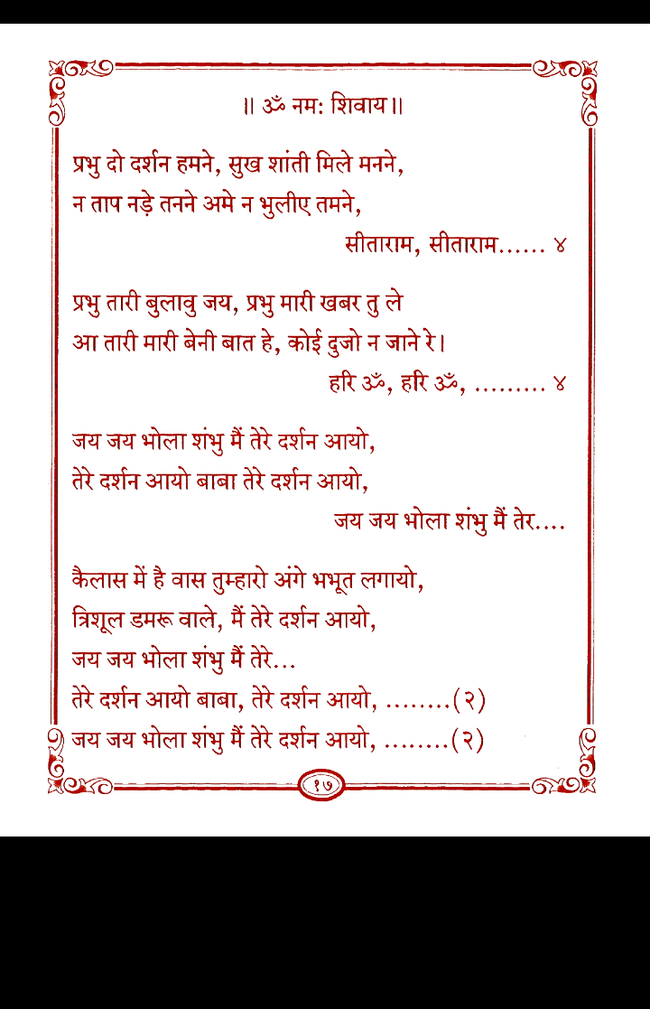 ॥ ॐ नमः शिवाय॥
प्रभु दो दर्शन हमने, सुख शांती मिले मनने,
न ताप नड़े तनने अमे न भुलीए तमने,
सीताराम, सीताराम...... ४
प्रभु तारी बुलावु जय, प्रभु मारी खबर तु ले
आ तारी मारी बेनी बात हे, कोई दुजो न जाने रे।
हरि ॐ, हरि ॐ, ......... ४
जय जय भोला शंभु मैं तेरे दर्शन आयो,
तेरे दर्शन आयो बाबा तेरे दर्शन आयो,
जय जय भोला शंभु मैं तेर....
कैलास में है वास तुम्हारो अंगे भभूत लगायो,
त्रिशूल डमरू वाले, मैं तेरे दर्शन आयो,
जय जय भोला शंभु मैं तेरे...
तेरे दर्शन आयो बाबा, तेरे दर्शन आयो, ........(२)
जय जय भोला शंभु मैं तेरे दर्शन आयो, ........(२)
१७